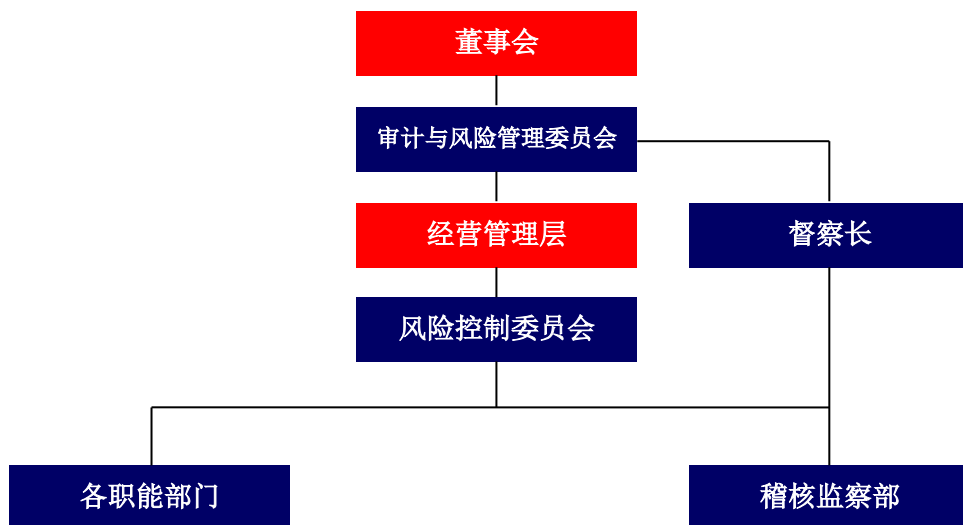 董事会
审计与风险管理委员会
经营管理层
督察长
风险控制委员会
各职能部门
稽核监察部